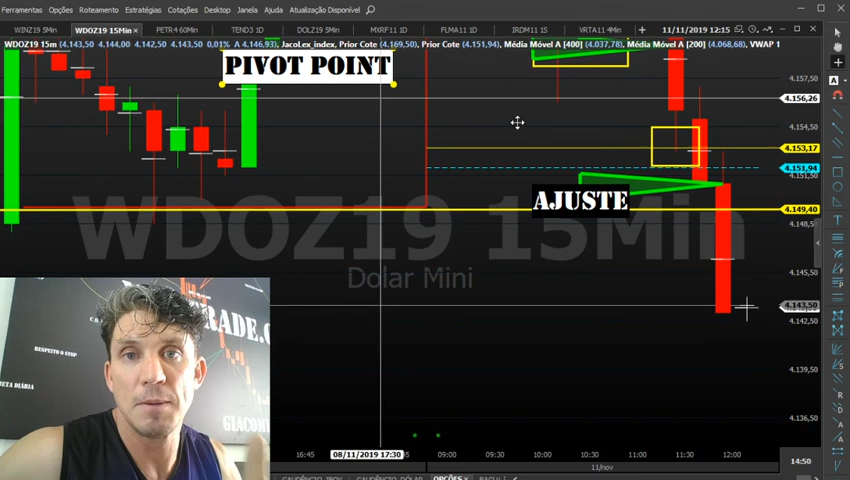 Ferramentas Opções Roteamento Estratégias Cotações Desktop Janela Ajuda Atualização Disponível
WINZ19 5Min WDOZ19 15Min PETR4 60Min TEND3 1D DOLZ19 5Min MXRF11 1D FLMA11 1D IRDM11 1S VRTA11 4Min 11/11/2019 12:15
WDOZ19 15m (4.143,50 4.144,00 4.142,50 4.143,50 0,01% A 4.146,93), JacoLex_index, Prior Cote (4.169,50), Prior Cote (4.151,94), Média Móvel A [400] (4.037,78), Média Móvel A [200] (4.068,68), VWAP 1
PIVOT POINT
4.157,50
4.156,26
4.154,50
4.153,17
4.151,94
4.151,50
AJUSTE
4.149,40
WDOZ19 15Min
4.148,50
Dolar Mini
4.145,50
4.143,50
4.142,50
4.139,50
4.136,50
RESPEITO O STOP
META DIÁRIA
GIACOMI
16:45 08/11/2019 17:30 09:00 09:30 10:00 10:30 11:00 11:30 12:00
14:50
11/nov
OPÇÕES